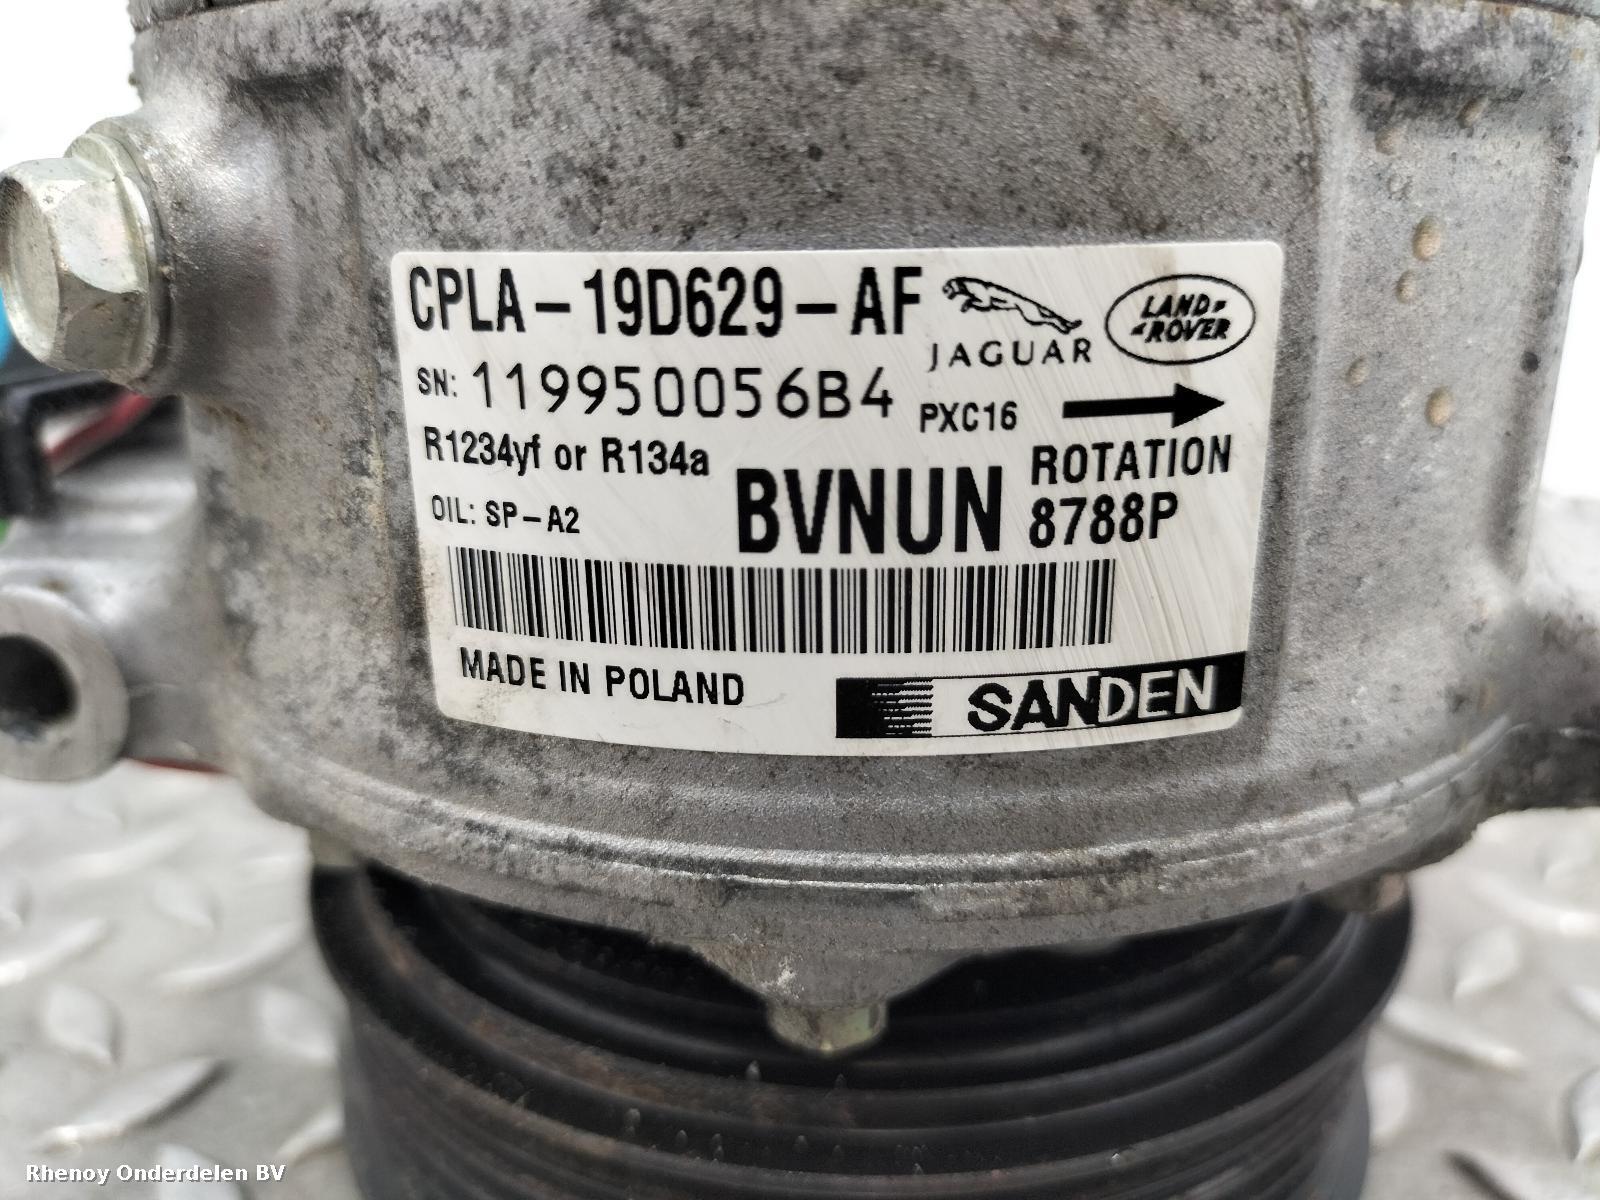 CPLA-19D629-AF
JAGUAR
LAND-
-ROVER
SN: 119950056B4
PXC16
R1234yf or R134a
ROTATION
OIL: SP-A2
BVNUN
8788P
MADE IN POLAND
SANDEN
Rhenoy Onderdelen BV